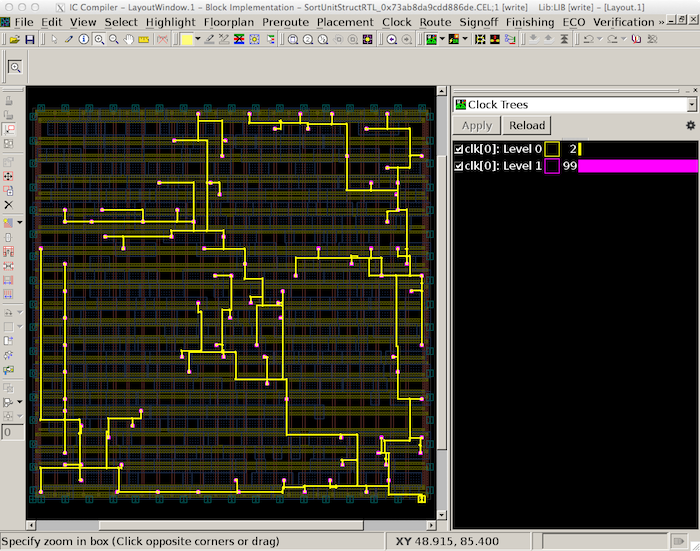 IC Compiler – LayoutWindow.1 – Block Implementation – SortUnitStructRTL_0x73ab8da9cdd886de.CEL;1 [write]    Lib:LIB [write] – [Layout.1]
File Edit View Select Highlight Floorplan Preroute Placement Clock Route Signoff Finishing ECO Verification »
Clock Trees
Apply Reload
clk[0]: Level 0 2
clk[0]: Level 1 99
0
Specify zoom in box (Click opposite corners or drag)
XY 48.915, 85.400